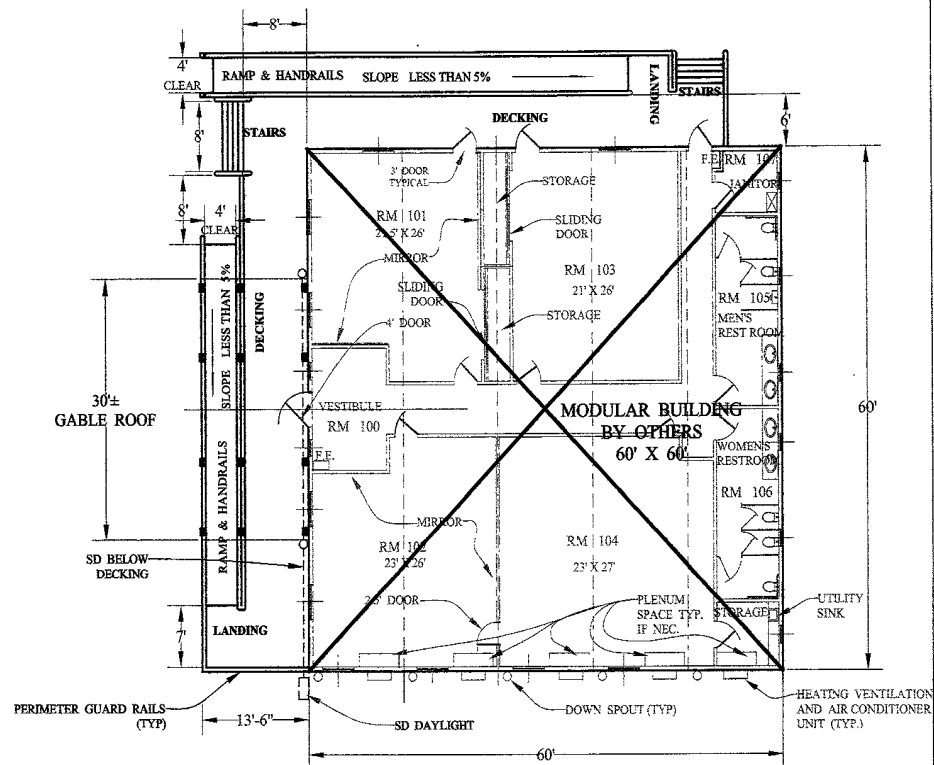 8'
4'
CLEAR
RAMP & HANDRAILS SLOPE LESS THAN 5%
LANDING
STAIRS
DECKING
6'
STAIRS
8'
3' DOOR
TYPICAL
STORAGE
F.E.
RM 107
JANITOR
8'
4'
CLEAR
RM 101
26'
MIRROR
SLIDING
DOOR
RM 103
21' X 26'
SLIDING
DOOR
4' DOOR
STORAGE
RM 105
MEN'S
REST ROOM
RAMP & HANDRAILS SLOPE LESS THAN 5%
DECKING
30'±
GABLE ROOF
VESTIBULE
RM 100
MODULAR BUILDING
BY OTHERS
60' X 60'
60'
WOMEN'S
RESTROOM
RM 106
MIRROR
RM 102
23' X 26'
RM 104
23' X 27'
SD BELOW
DECKING
DOOR
PLENUM
SPACE TYP.
IF NEC.
STORAGE
UTILITY
SINK
7'
LANDING
PERIMETER GUARD RAILS
(TYP)
13'-6"
SD DAYLIGHT
DOWN SPOUT (TYP)
HEATING VENTILATION
AND AIR CONDITIONER
UNIT (TYP.)
60'